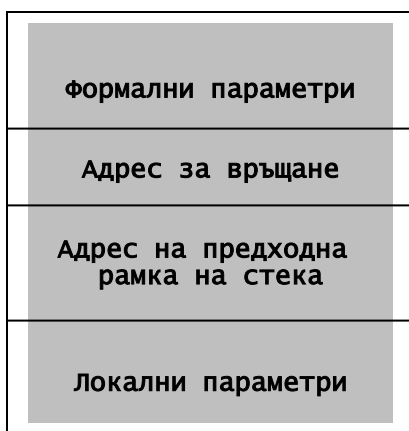 Формални параметри
Адрес за връщане
Адрес на предходна
рамка на стека
Локални параметри